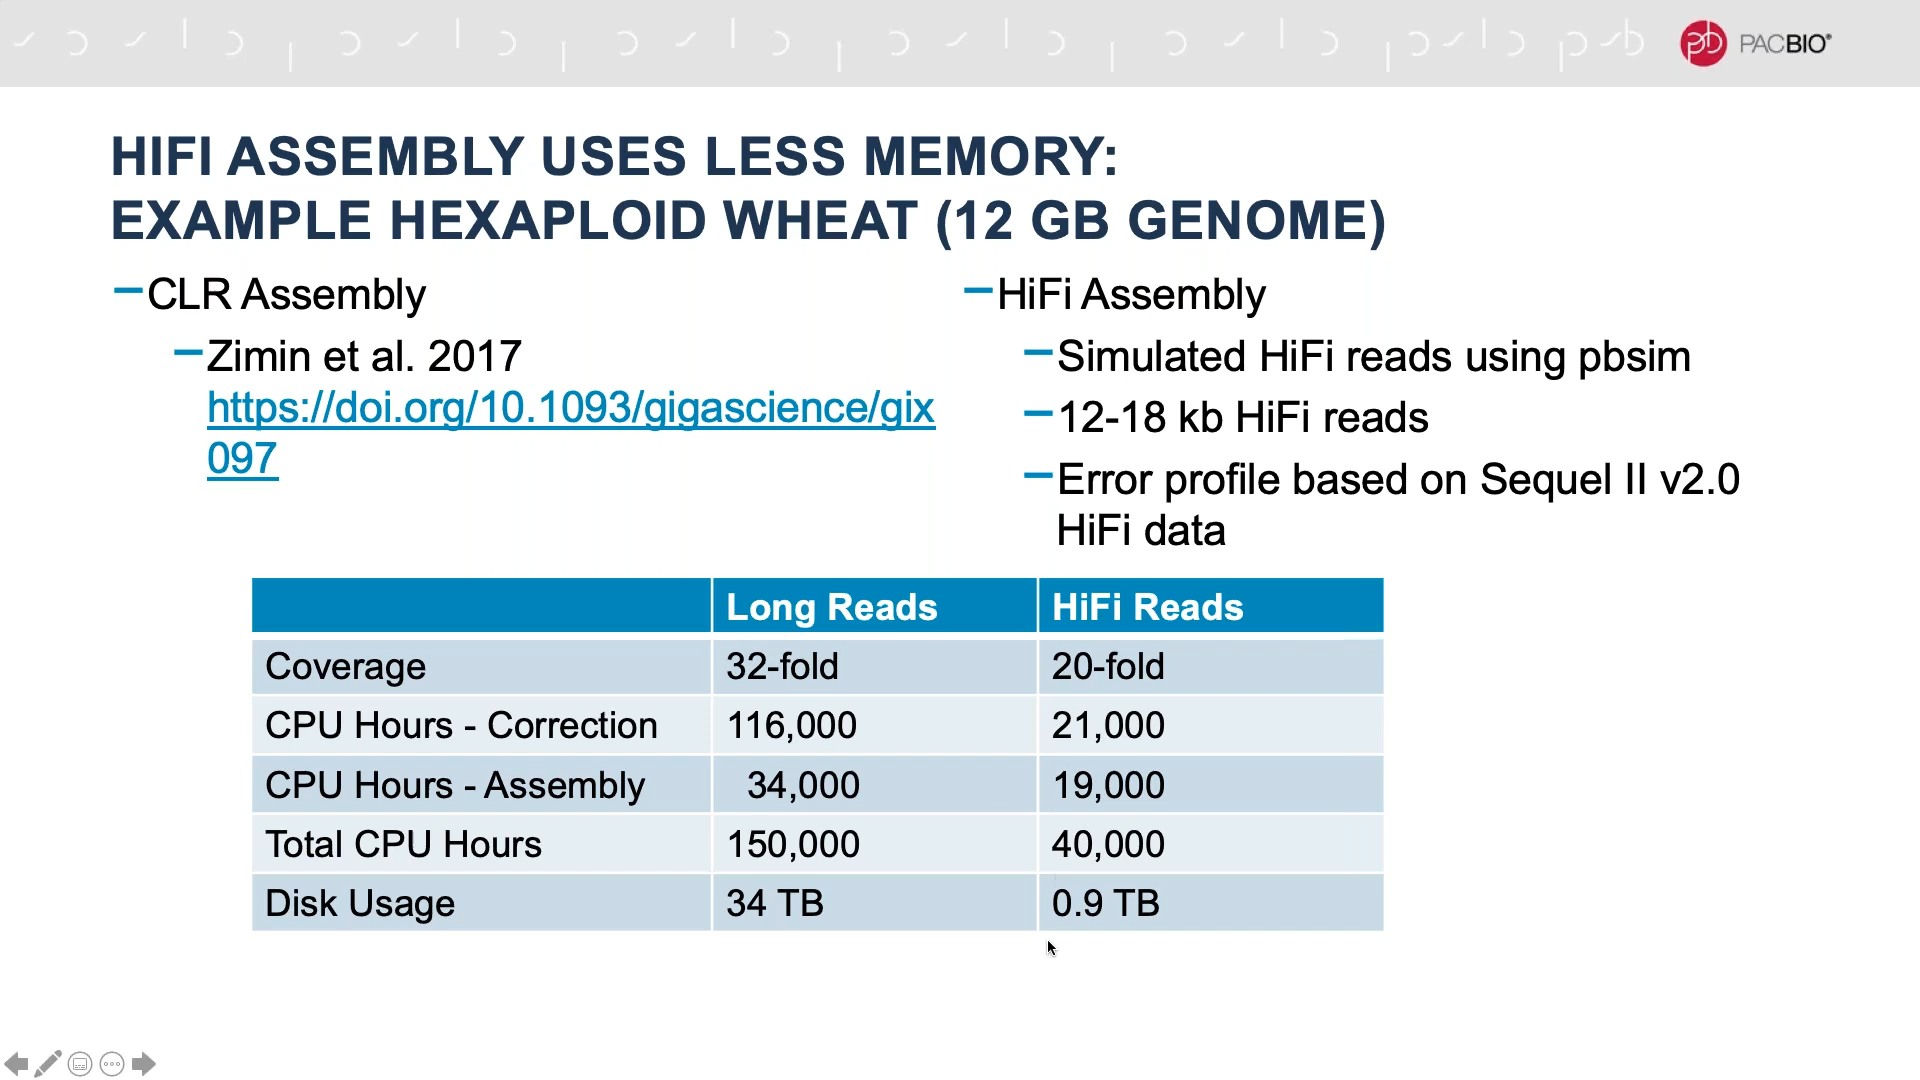 PACBIO®
HIFI ASSEMBLY USES LESS MEMORY:
EXAMPLE HEXAPLOID WHEAT (12 GB GENOME)
–CLR Assembly
–Zimin et al. 2017
https://doi.org/10.1093/gigascience/gix
097
–HiFi Assembly
–Simulated HiFi reads using pbsim
–12-18 kb HiFi reads
–Error profile based on Sequel II v2.0
HiFi data
Long Reads HiFi Reads
Coverage 32-fold 20-fold
CPU Hours - Correction 116,000 21,000
CPU Hours - Assembly 34,000 19,000
Total CPU Hours 150,000 40,000
Disk Usage 34 TB 0.9 TB